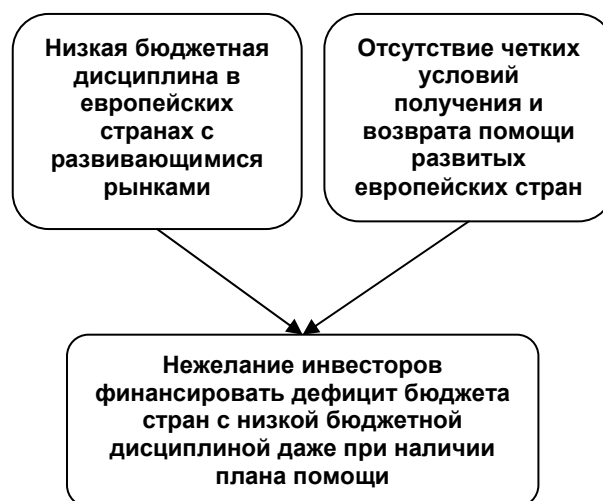 Низкая бюджетная
дисциплина в
европейских
странах с
развивающимися
рынками
Отсутствие четких
условий
получения и
возврата помощи
развитых
европейских стран
Нежелание инвесторов
финансировать дефицит бюджета
стран с низкой бюджетной
дисциплиной даже при наличии
плана помощи